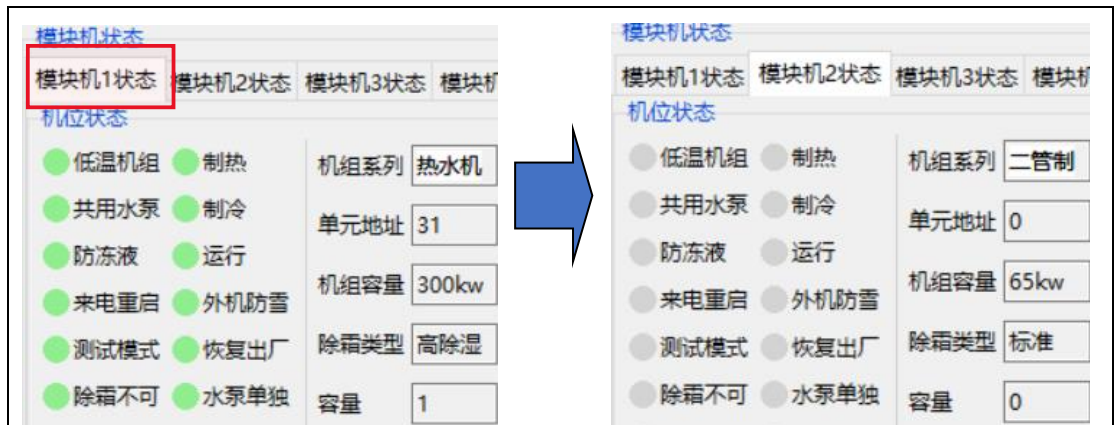 模块机状态
模块机1状态 模块机2状态 模块机3状态 模块机
机位状态
低温机组 制热 机组系列 热水机
共用水泵 制冷 单元地址 31
防冻液 运行 机组容量 300kw
来电重启 外机防雪
测试模式 恢复出厂 除霜类型 高除湿
除霜不可 水泵单独 容量 1
模块机状态
模块机1状态 模块机2状态 模块机3状态 模块机
机位状态
低温机组 制热 机组系列 二管制
共用水泵 制冷 单元地址 0
防冻液 运行 机组容量 65kw
来电重启 外机防雪
测试模式 恢复出厂 除霜类型 标准
除霜不可 水泵单独 容量 0